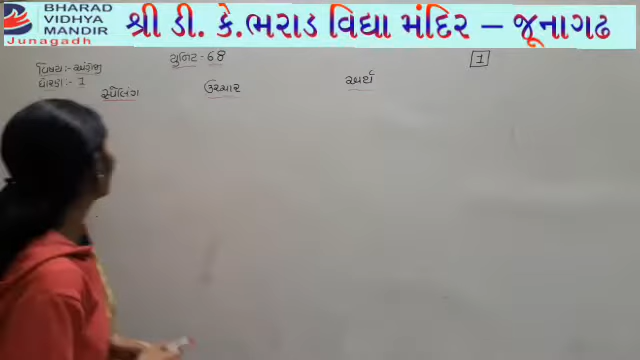 BHARAD
VIDHYA
MANDIR
Junagadh
શ્રી ડી. કે.ભરાડ વિદ્યા મંદિર – જૂનાગઢ
યુનિટ - 68
1
વિષય:- અંગ્રેજી
ધોરણ:- 1
સ્પેલિંગ ઉચ્ચાર અર્થ